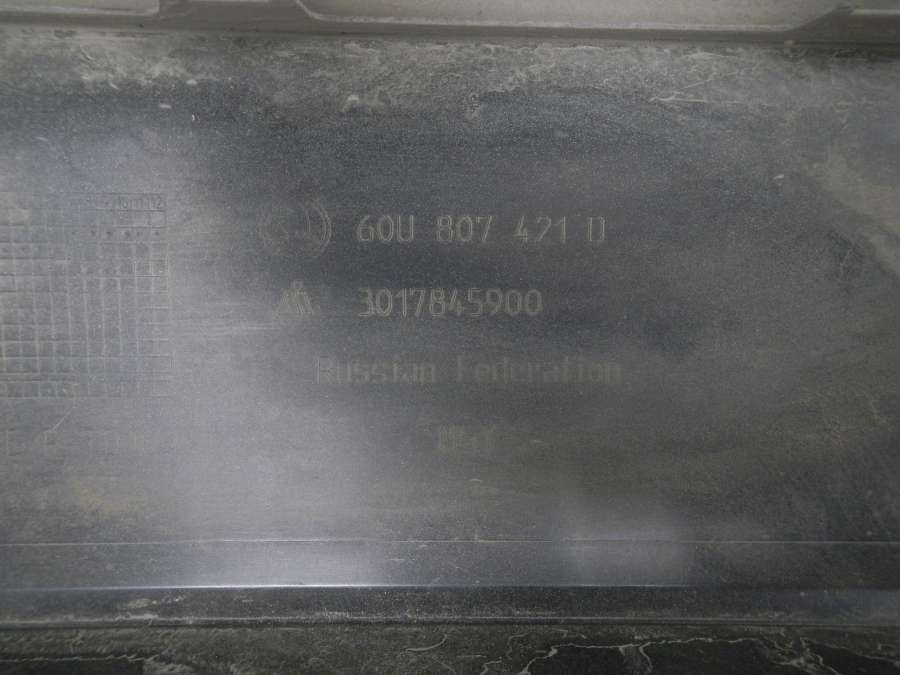 60U 807 421 D
3017845900
Russian Federation